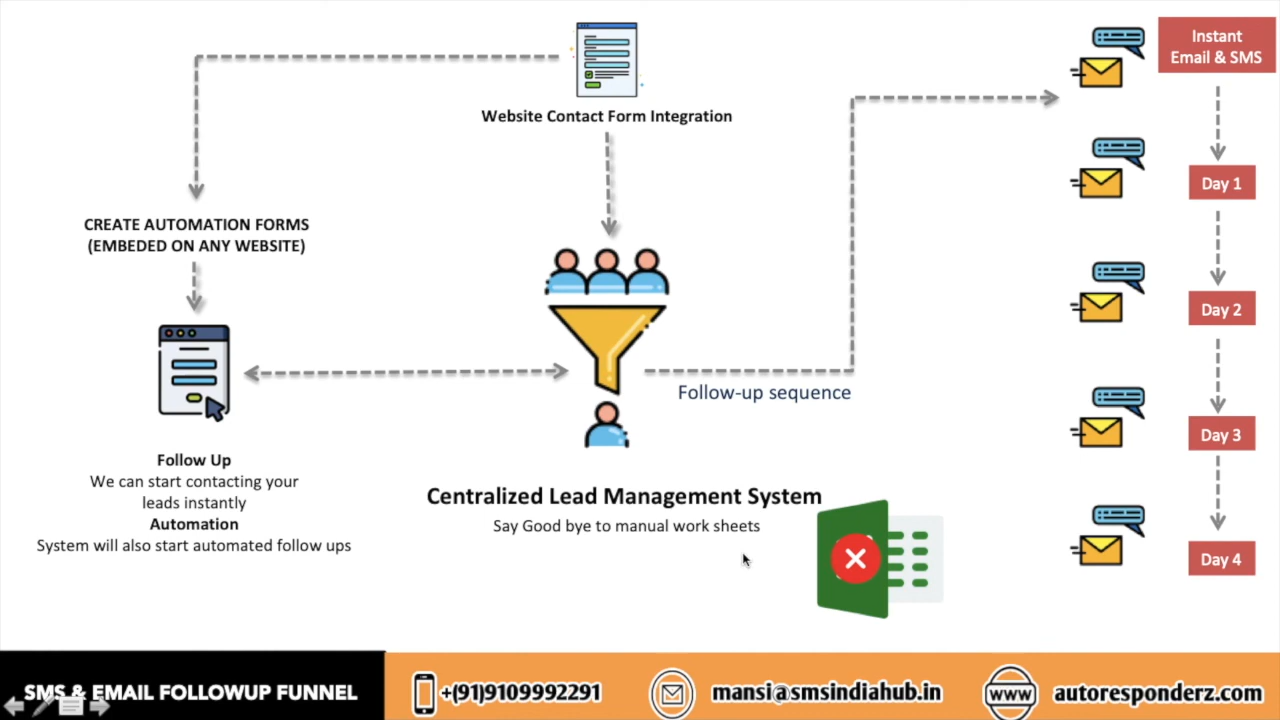 Website Contact Form Integration
CREATE AUTOMATION FORMS
(EMBEDED ON ANY WEBSITE)
Follow Up
We can start contacting your
leads instantly
Automation
System will also start automated follow ups
Follow-up sequence
Centralized Lead Management System
Say Good bye to manual work sheets
Instant
Email & SMS
Day 1
Day 2
Day 3
Day 4
SMS & EMAIL FOLLOWUP FUNNEL
+(91)9109992291
mansi@smsindiahub.in
www
autoresponderz.com